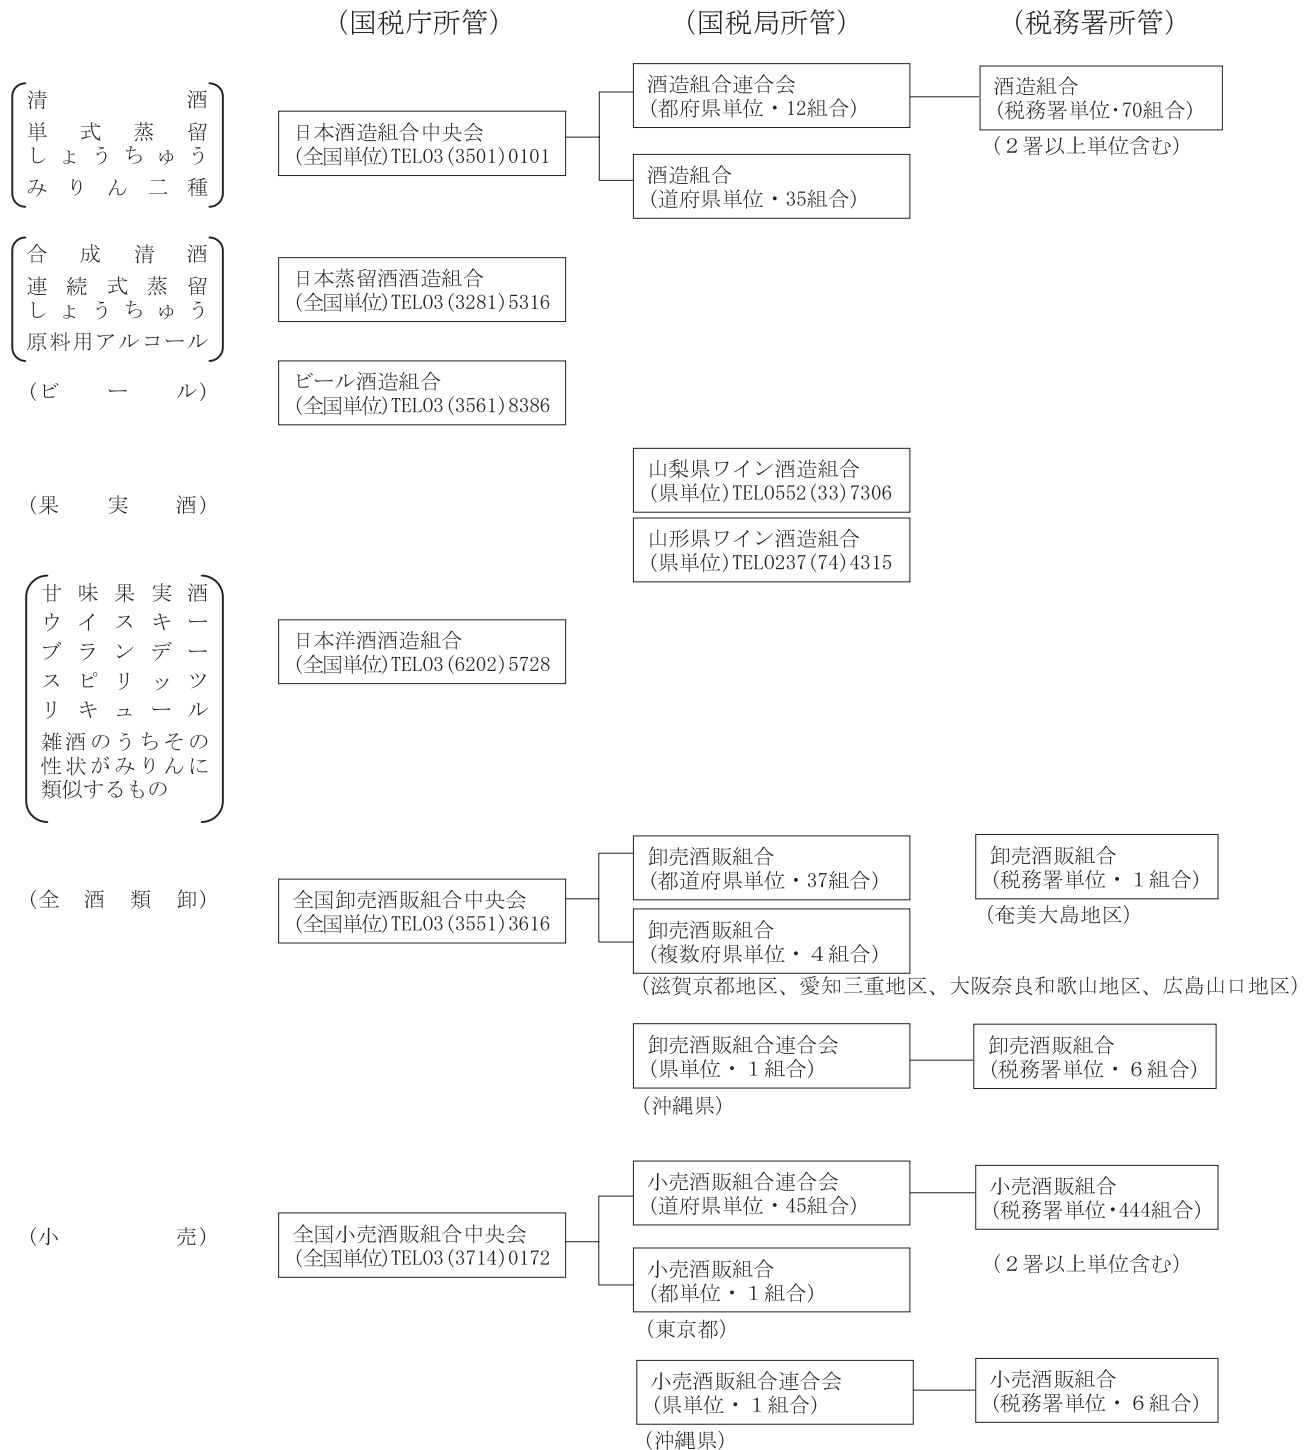 （国税庁所管）
（国税局所管）
（税務署所管）
清酒
単式蒸留
しょうちゅう
みりん二種
日本酒造組合中央会
(全国単位)TEL03(3501)0101
酒造組合連合会
(都府県単位・12組合)
酒造組合
(税務署単位・70組合)
（２署以上単位含む）
酒造組合
(道府県単位・35組合)
合成清酒
連続式蒸留
しょうちゅう
原料用アルコール
日本蒸留酒酒造組合
(全国単位)TEL03(3281)5316
（ビール）
ビール酒造組合
(全国単位)TEL03(3561)8386
（果実酒）
山梨県ワイン酒造組合
(県単位)TEL0552(33)7306
山形県ワイン酒造組合
(県単位)TEL0237(74)4315
甘味果実酒
ウイスキー
ブランデー
スピリッツ
リキュール
雑酒のうちその
性状がみりんに
類似するもの
日本洋酒酒造組合
(全国単位)TEL03(6202)5728
（全酒類卸）
全国卸売酒販組合中央会
(全国単位)TEL03(3551)3616
卸売酒販組合
(都道府県単位・37組合)
卸売酒販組合
(税務署単位・１組合)
（奄美大島地区）
卸売酒販組合
(複数府県単位・４組合)
（滋賀京都地区、愛知三重地区、大阪奈良和歌山地区、広島山口地区）
卸売酒販組合連合会
(県単位・１組合)
（沖縄県）
卸売酒販組合
(税務署単位・６組合)
（小売）
全国小売酒販組合中央会
(全国単位)TEL03(3714)0172
小売酒販組合連合会
(道府県単位・45組合)
小売酒販組合
(税務署単位・444組合)
（２署以上単位含む）
小売酒販組合
(都単位・１組合)
（東京都）
小売酒販組合連合会
(県単位・１組合)
（沖縄県）
小売酒販組合
(税務署単位・６組合)